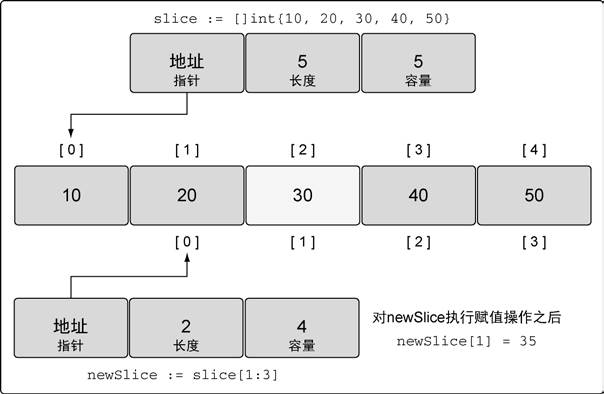 slice := []int{10, 20, 30, 40, 50}
地址 5 5
指针 长度 容量
[0] [1] [2] [3] [4]
10 20 30 40 50
[0] [1] [2] [3]
地址 2 4
指针 长度 容量
对newSlice执行赋值操作之后
newSlice[1] = 35
newSlice := slice[1:3]